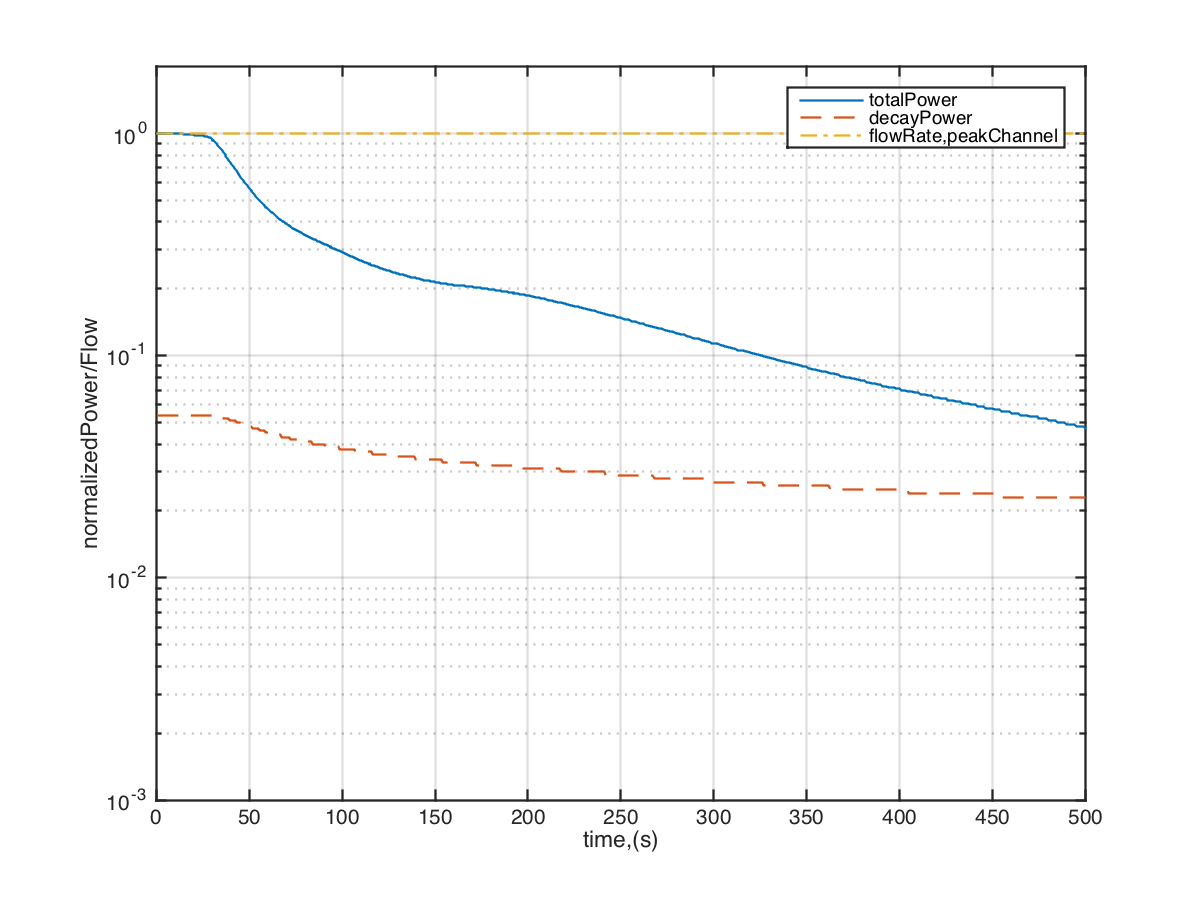 totalPower
decayPower
flowRate,peakChannel
10^0
10^-1
10^-2
10^-3
normalizedPower/Flow
0 50 100 150 200 250 300 350 400 450 500
time,(s)